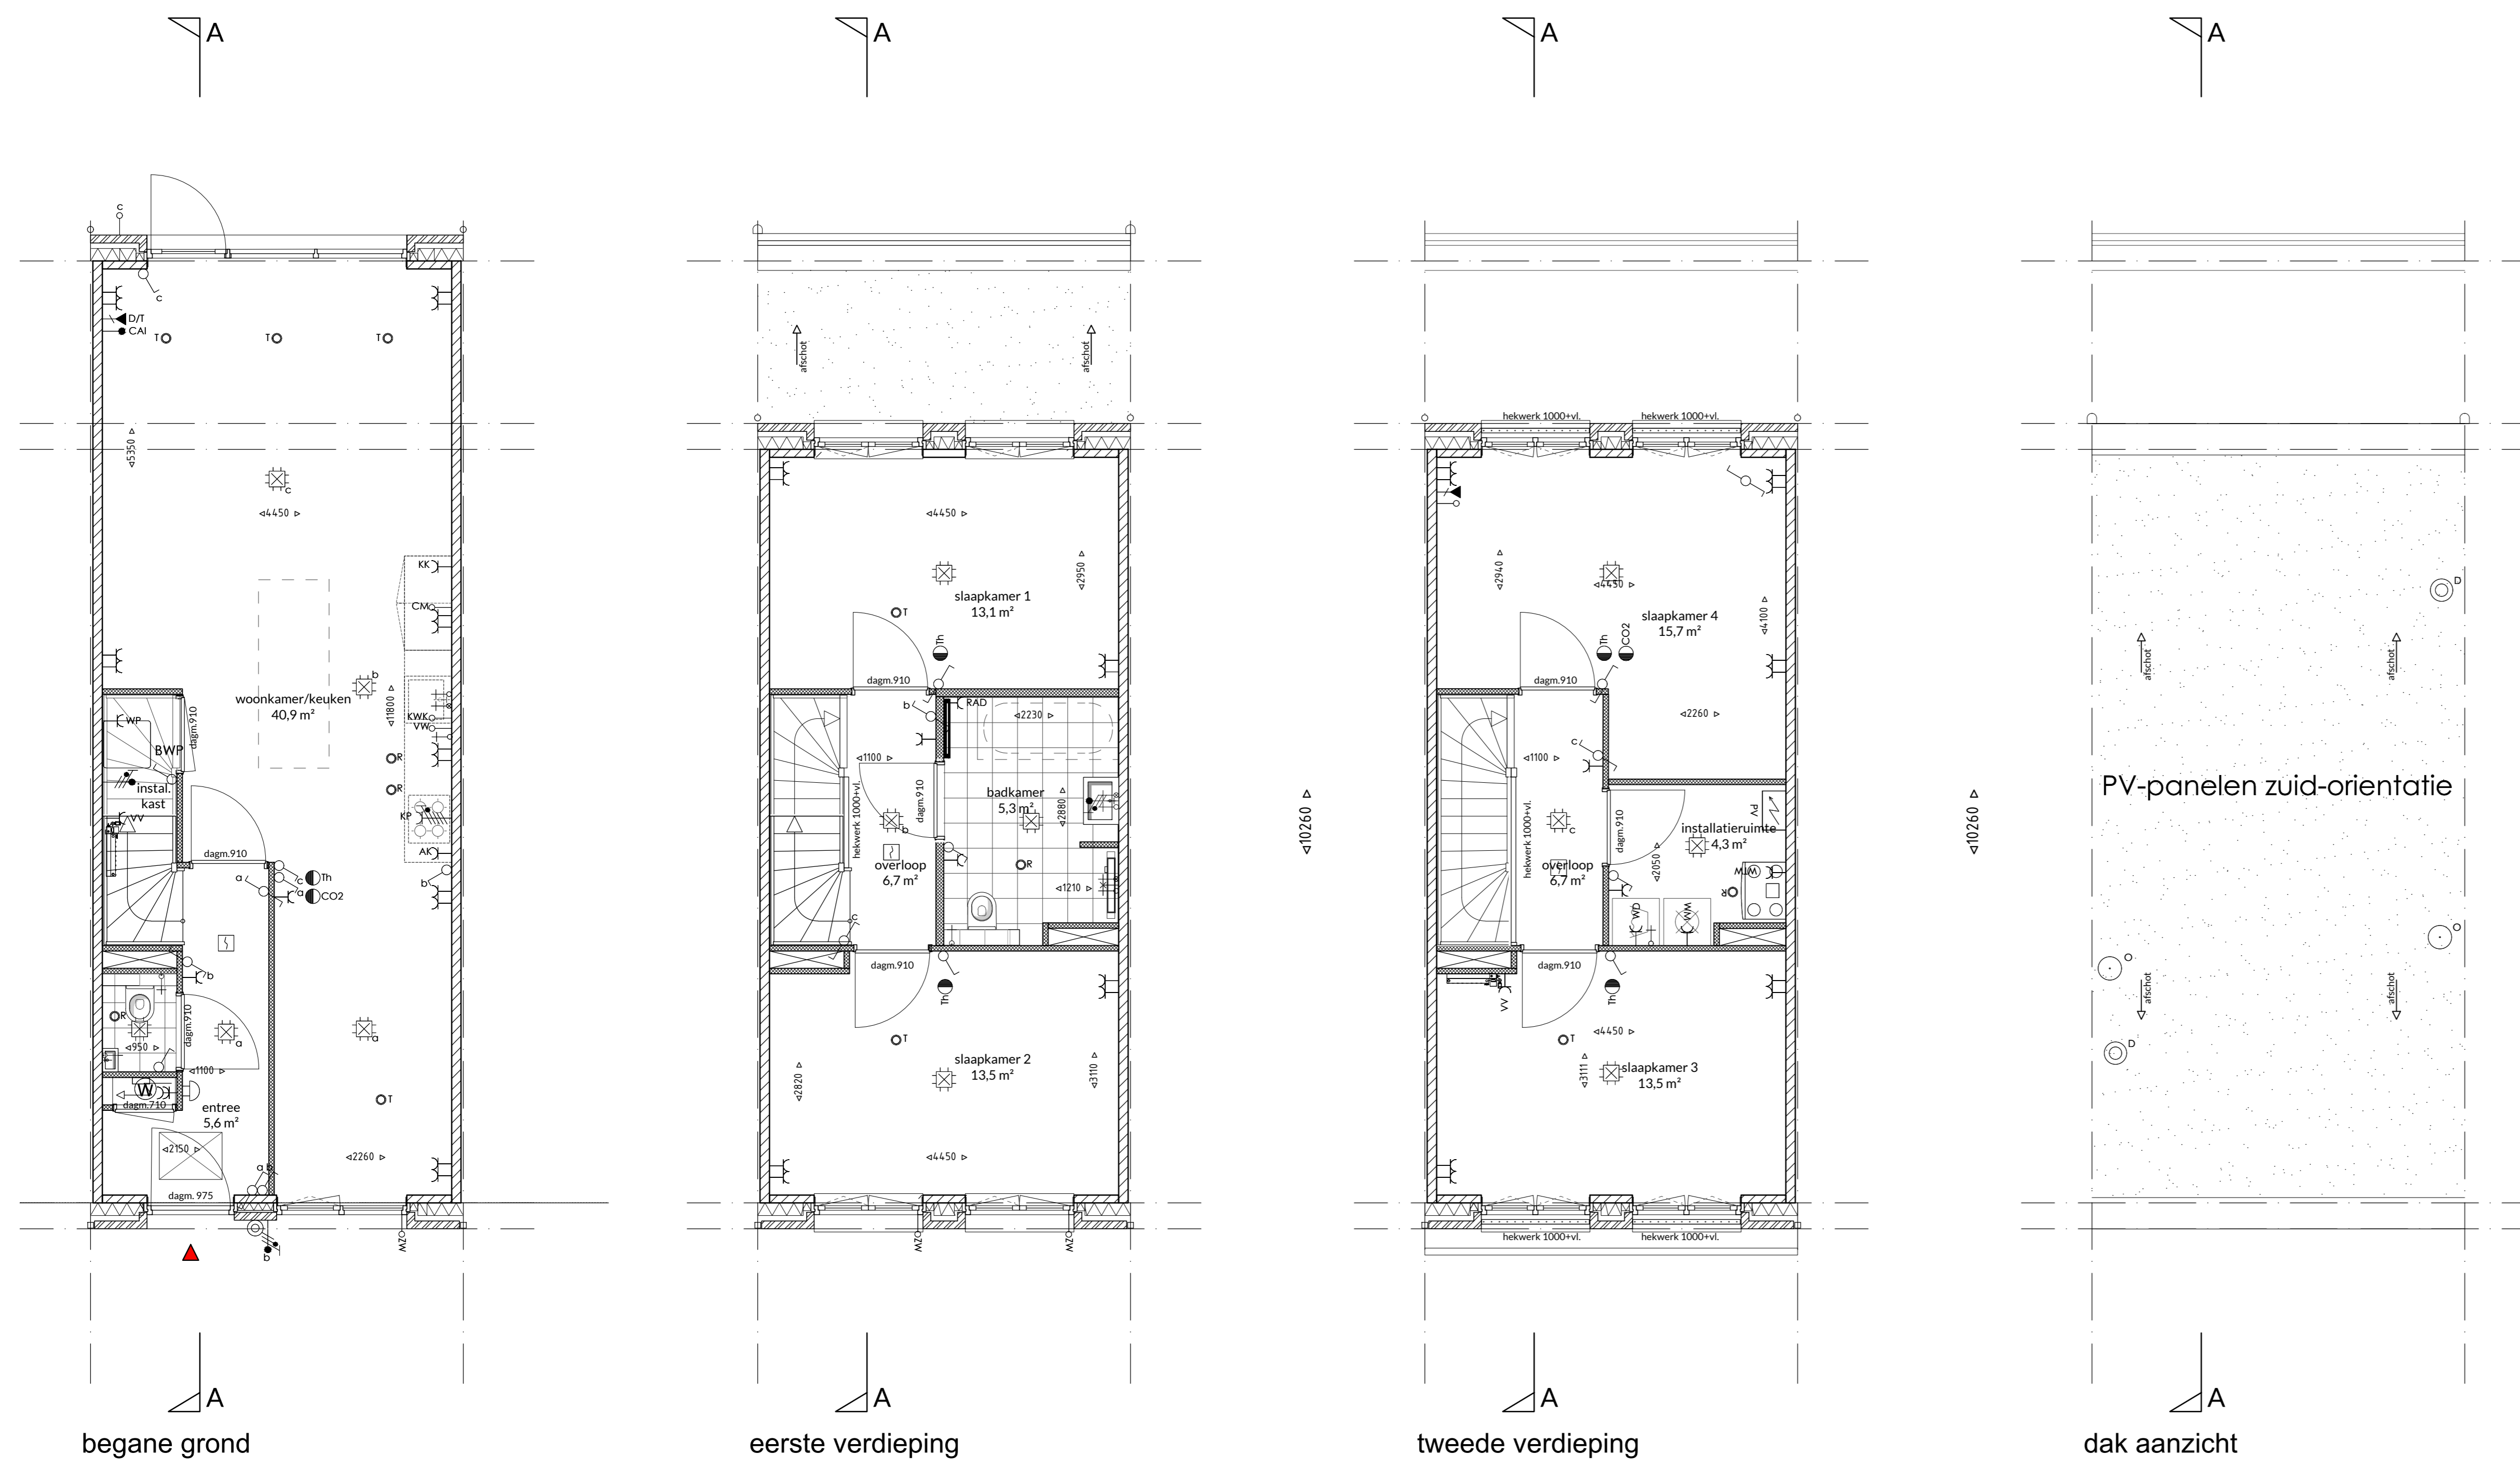 A
A
A
A
c
c
D/T
CAI
T
T
T
5350
c
4450
KK
CM
b
woonkamer/keuken
40,9 m²
11800
KWK
VW
WP
BWP
dagm.910
R
instal.
kast
R
VV
KP
AK
dagm.910
a
c
a
Th
CO2
b
b
R
dagm.910
a
a
950
1100
W
dagm.710
T
entree
5,6 m²
2150
2260
a b
dagm. 975
b
WZ
A
begane grond
afschot
afschot
4450
2950
slaapkamer 1
13,1 m²
T
Th
dagm.910
b
RAD
2230
1100
hekwerk 1000+vl.
dagm.910
badkamer
5,3 m²
2880
b
overloop
6,7 m²
R
1210
c
dagm.910
Th
T
slaapkamer 2
13,5 m²
2820
3110
4450
WZ
WZ
10260
A
eerste verdieping
hekwerk 1000+vl.
hekwerk 1000+vl.
2940
4450
4100
slaapkamer 4
15,7 m²
Th
CO2
dagm.910
2260
c
1100
hekwerk 1000+vl.
dagm.910
PV
installatieruimte
4,3 m²
c
2050
overloop
6,7 m²
WTW
R
WD
WM
dagm.910
VV
Th
4450
T
3111
slaapkamer 3
13,5 m²
hekwerk 1000+vl.
hekwerk 1000+vl.
10260
A
tweede verdieping
D
afschot
afschot
PV-panelen zuid-orientatie
O
O
afschot
afschot
D
A
dak aanzicht